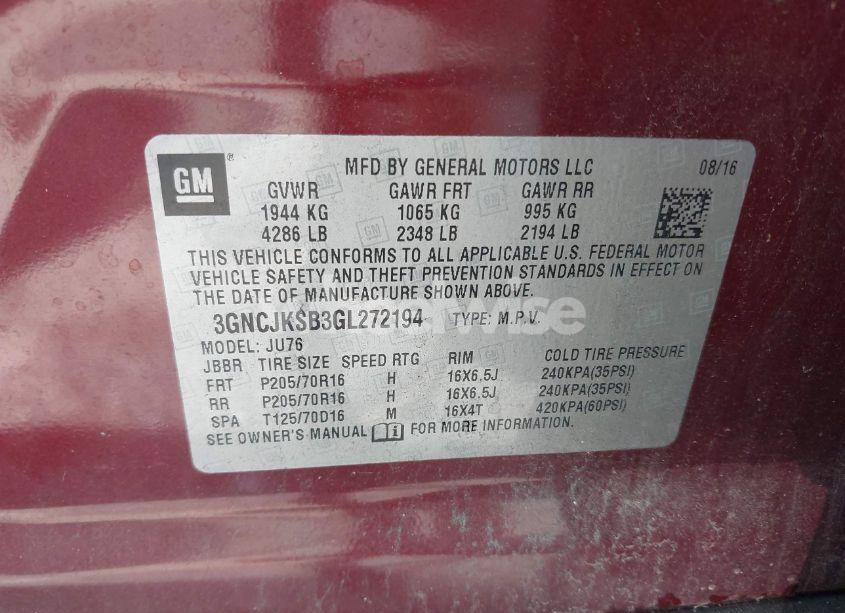 GM
MFD BY GENERAL MOTORS LLC 08/16
GVWR GAWR FRT GAWR RR
1944 KG 1065 KG 995 KG
4286 LB 2348 LB 2194 LB
THIS VEHICLE CONFORMS TO ALL APPLICABLE U.S. FEDERAL MOTOR
VEHICLE SAFETY AND THEFT PREVENTION STANDARDS IN EFFECT ON
THE DATE OF MANUFACTURE SHOWN ABOVE.
3GNCJKSB3GL272194 TYPE: M.P.V.
MODEL: JU76
JBBR TIRE SIZE SPEED RTG RIM COLD TIRE PRESSURE
FRT P205/70R16 H 16X6.5J 240KPA(35PSI)
RR P205/70R16 H 16X6.5J 240KPA(35PSI)
SPA T125/70D16 M 16X4T 420KPA(60PSI)
SEE OWNER'S MANUAL FOR MORE INFORMATION.